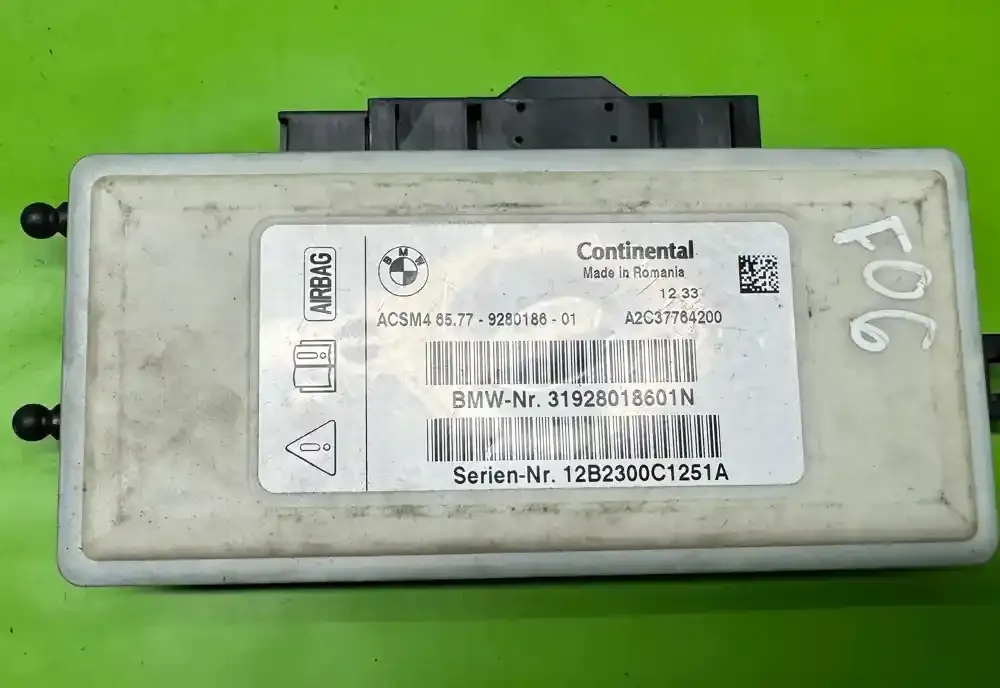 AIRBAG
BMW
Continental
Made in Romania
12 33
ACSM4 65.77 - 9280186 - 01 A2C37764200
BMW-Nr. 31928018601N
Serien-Nr. 12B2300C1251A
F06